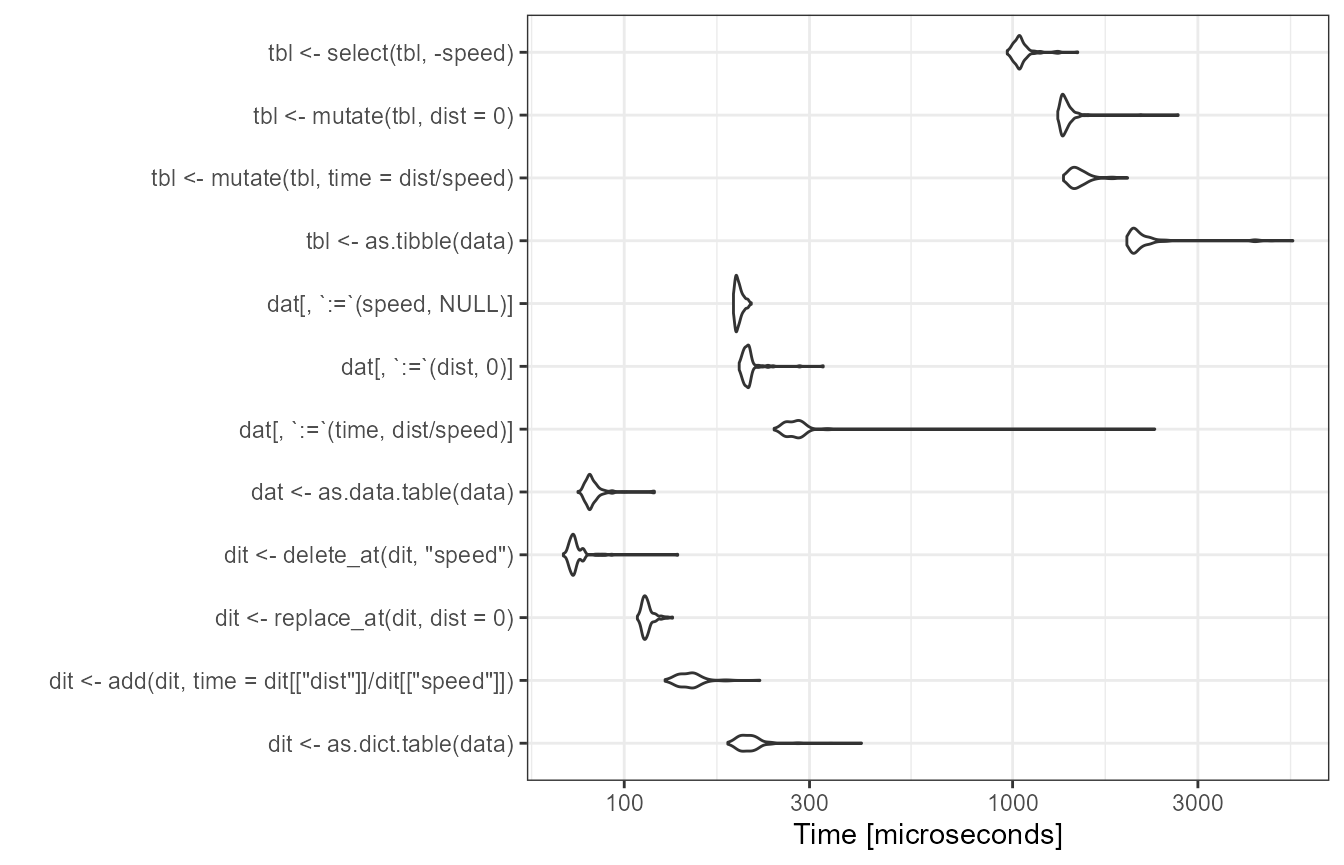 tbl <- select(tbl, -speed)
tbl <- mutate(tbl, dist = 0)
tbl <- mutate(tbl, time = dist/speed)
tbl <- as.tibble(data)
dat[, `:=`(speed, NULL)]
dat[, `:=`(dist, 0)]
dat[, `:=`(time, dist/speed)]
dat <- as.data.table(data)
dit <- delete_at(dit, "speed")
dit <- replace_at(dit, dist = 0)
dit <- add(dit, time = dit[["dist"]]/dit[["speed"]])
dit <- as.dict.table(data)
100 300 1000 3000
Time [microseconds]